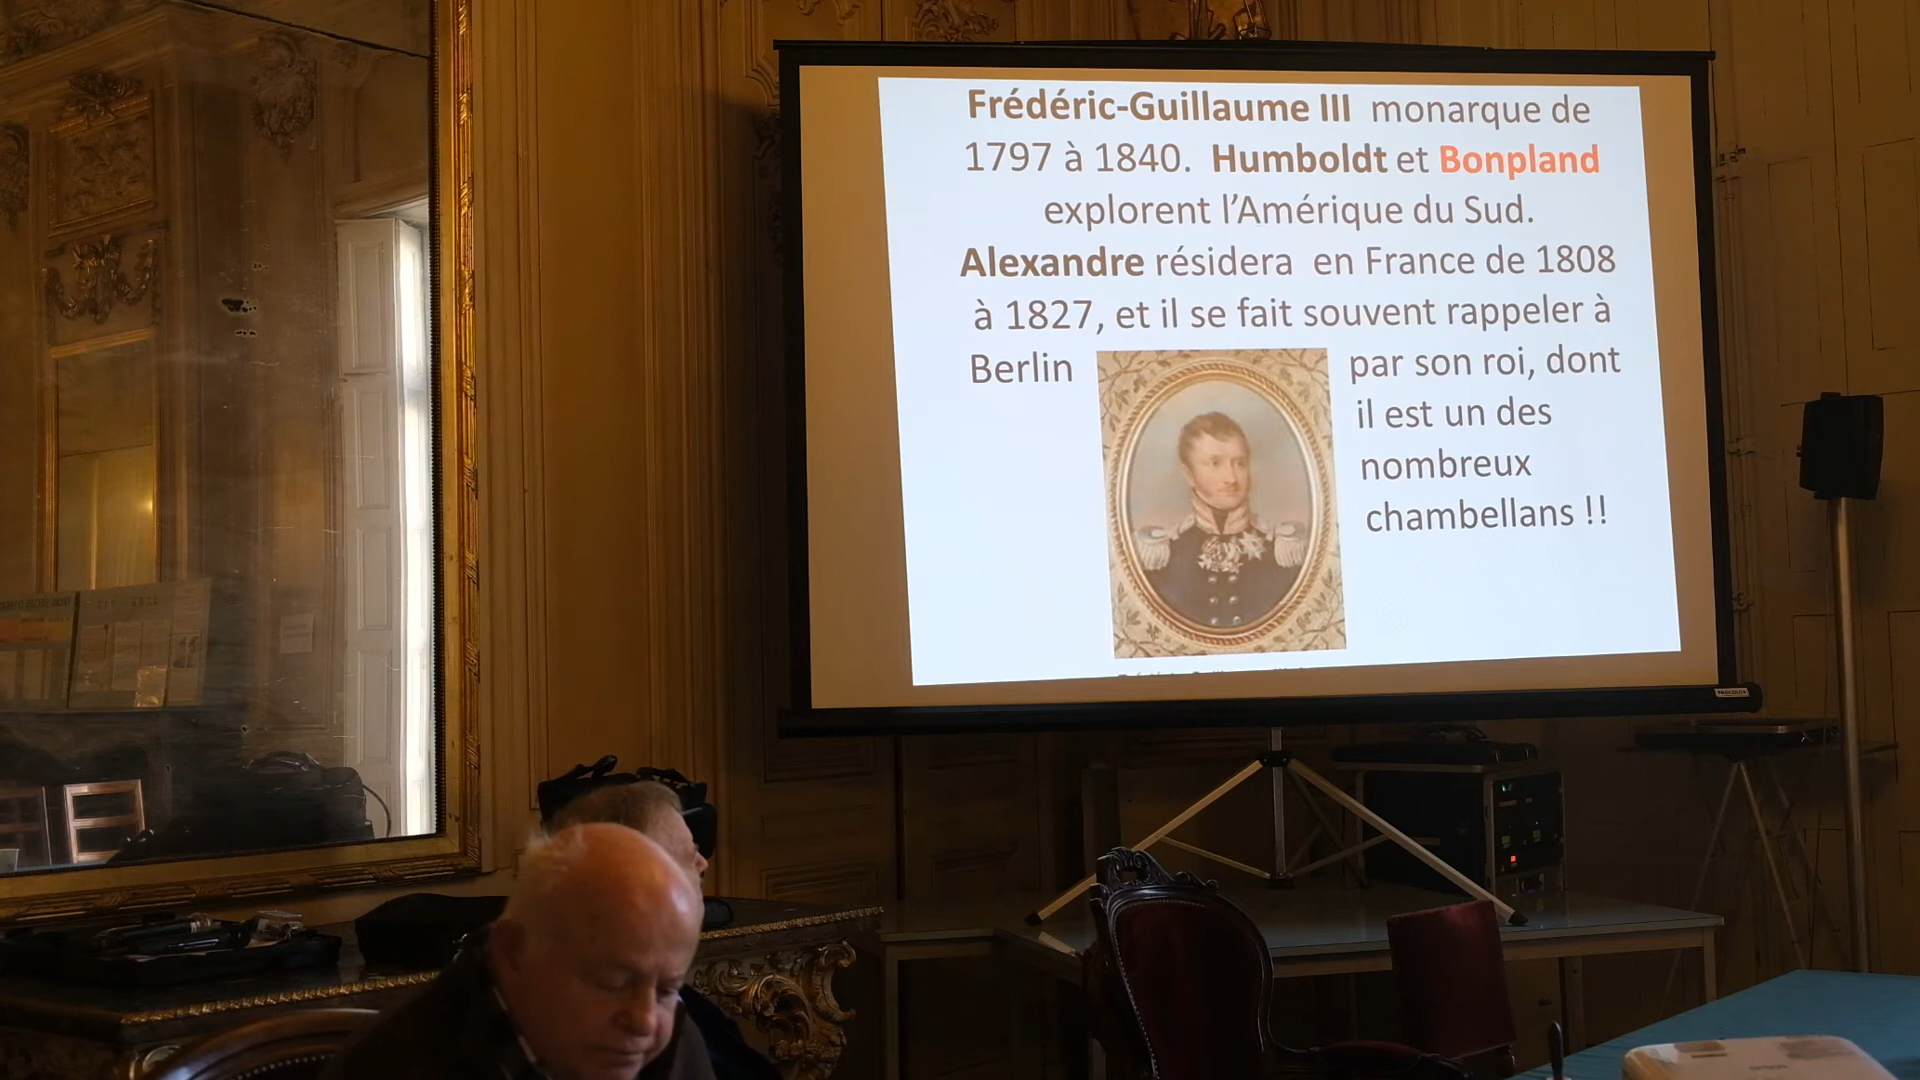 Frédéric-Guillaume III monarque de
1797 à 1840. Humboldt et Bonpland
explorent l’Amérique du Sud.
Alexandre résidera en France de 1808
à 1827, et il se fait souvent rappeler à
Berlin par son roi, dont
il est un des
nombreux
chambellans !!